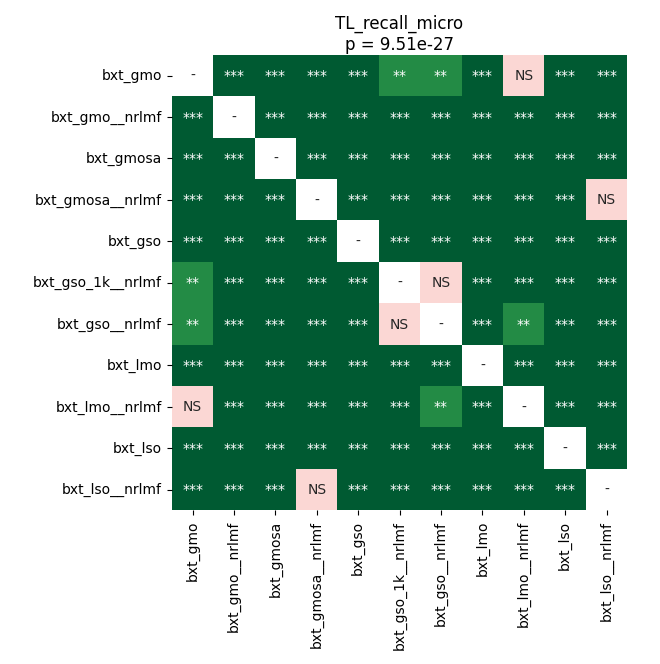 TL_recall_micro
p = 9.51e-27
bxt_gmo - *** *** *** *** ** ** *** NS *** ***
bxt_gmo__nrlmf *** - *** *** *** *** *** *** *** *** ***
bxt_gmosa *** *** - *** *** *** *** *** *** *** ***
bxt_gmosa__nrlmf *** *** *** - *** *** *** *** *** *** NS
bxt_gso *** *** *** *** - *** *** *** *** *** ***
bxt_gso_1k__nrlmf ** *** *** *** *** - NS *** *** *** ***
bxt_gso__nrlmf ** *** *** *** *** NS - *** ** *** ***
bxt_lmo *** *** *** *** *** *** *** - *** *** ***
bxt_lmo__nrlmf NS *** *** *** *** *** ** *** - *** ***
bxt_lso *** *** *** *** *** *** *** *** *** - ***
bxt_lso__nrlmf *** *** *** NS *** *** *** *** *** *** -
bxt_gmo
bxt_gmo__nrlmf
bxt_gmosa
bxt_gmosa__nrlmf
bxt_gso
bxt_gso_1k__nrlmf
bxt_gso__nrlmf
bxt_lmo
bxt_lmo__nrlmf
bxt_lso
bxt_lso__nrlmf